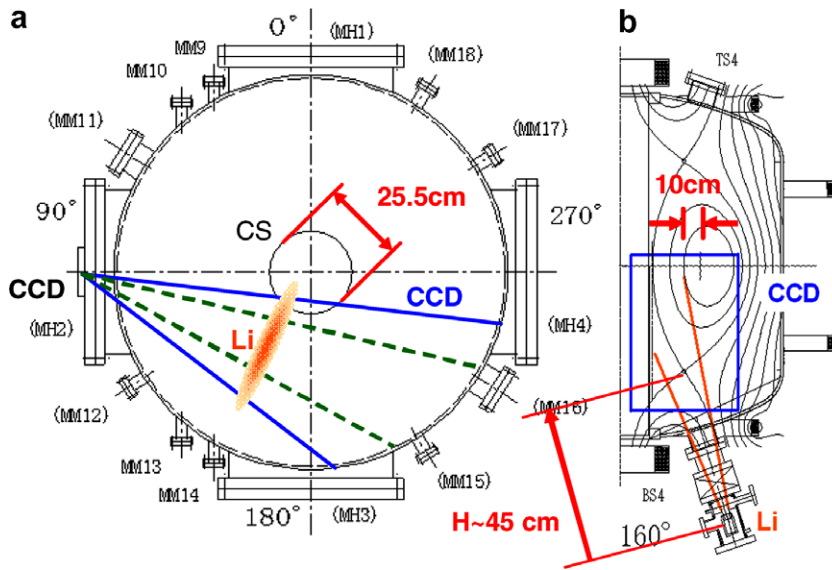 a
0°
(MH1)
MM9
MM10
(MM18)
(MM11)
(MM17)
90°
25.5cm
270°
CS
CCD
CCD
Li
(MH2)
(MH4)
(MM12)
(MM16)
MM13
MM14
(MM15)
180°
(MH3)
b
TS4
10cm
CCD
H~45 cm
BS4
160°
Li